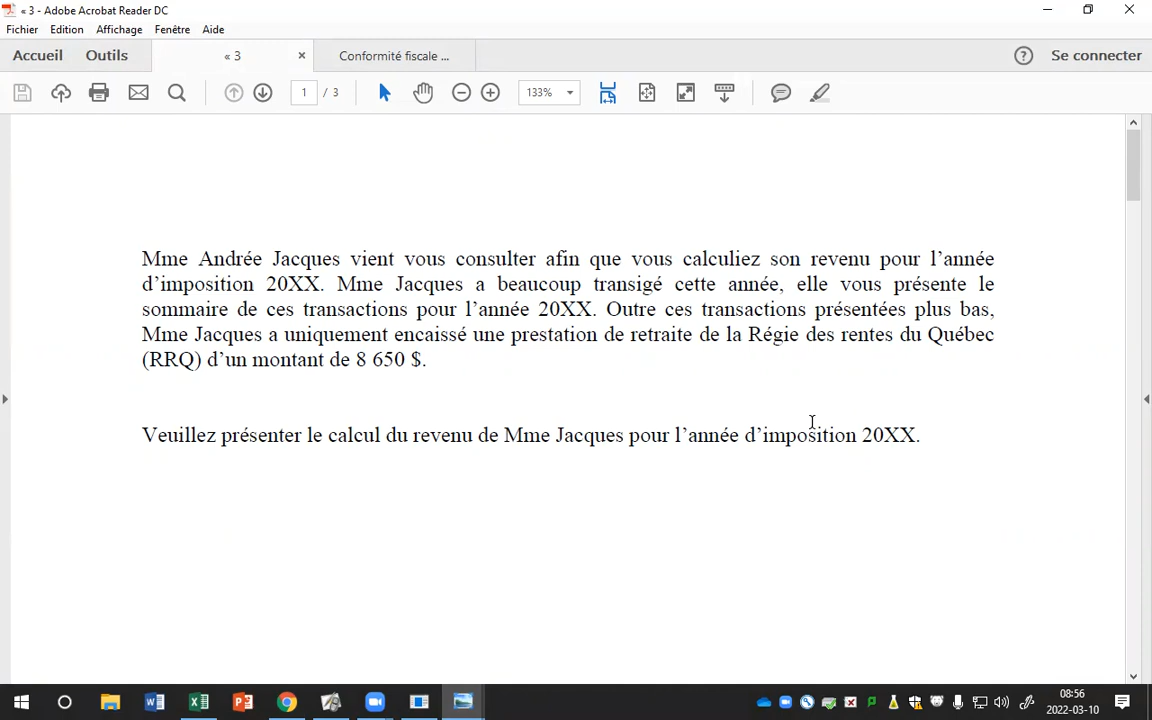 « 3 - Adobe Acrobat Reader DC
Fichier Edition Affichage Fenêtre Aide
Accueil Outils « 3 × Conformité fiscale ... ? Se connecter
1 / 3 133%
Mme Andrée Jacques vient vous consulter afin que vous calculiez son revenu pour l’année
d’imposition 20XX. Mme Jacques a beaucoup transigé cette année, elle vous présente le
sommaire de ces transactions pour l’année 20XX. Outre ces transactions présentées plus bas,
Mme Jacques a uniquement encaissé une prestation de retraite de la Régie des rentes du Québec
(RRQ) d’un montant de 8 650 $.
Veuillez présenter le calcul du revenu de Mme Jacques pour l’année d’imposition 20XX.
08:56
2022-03-10